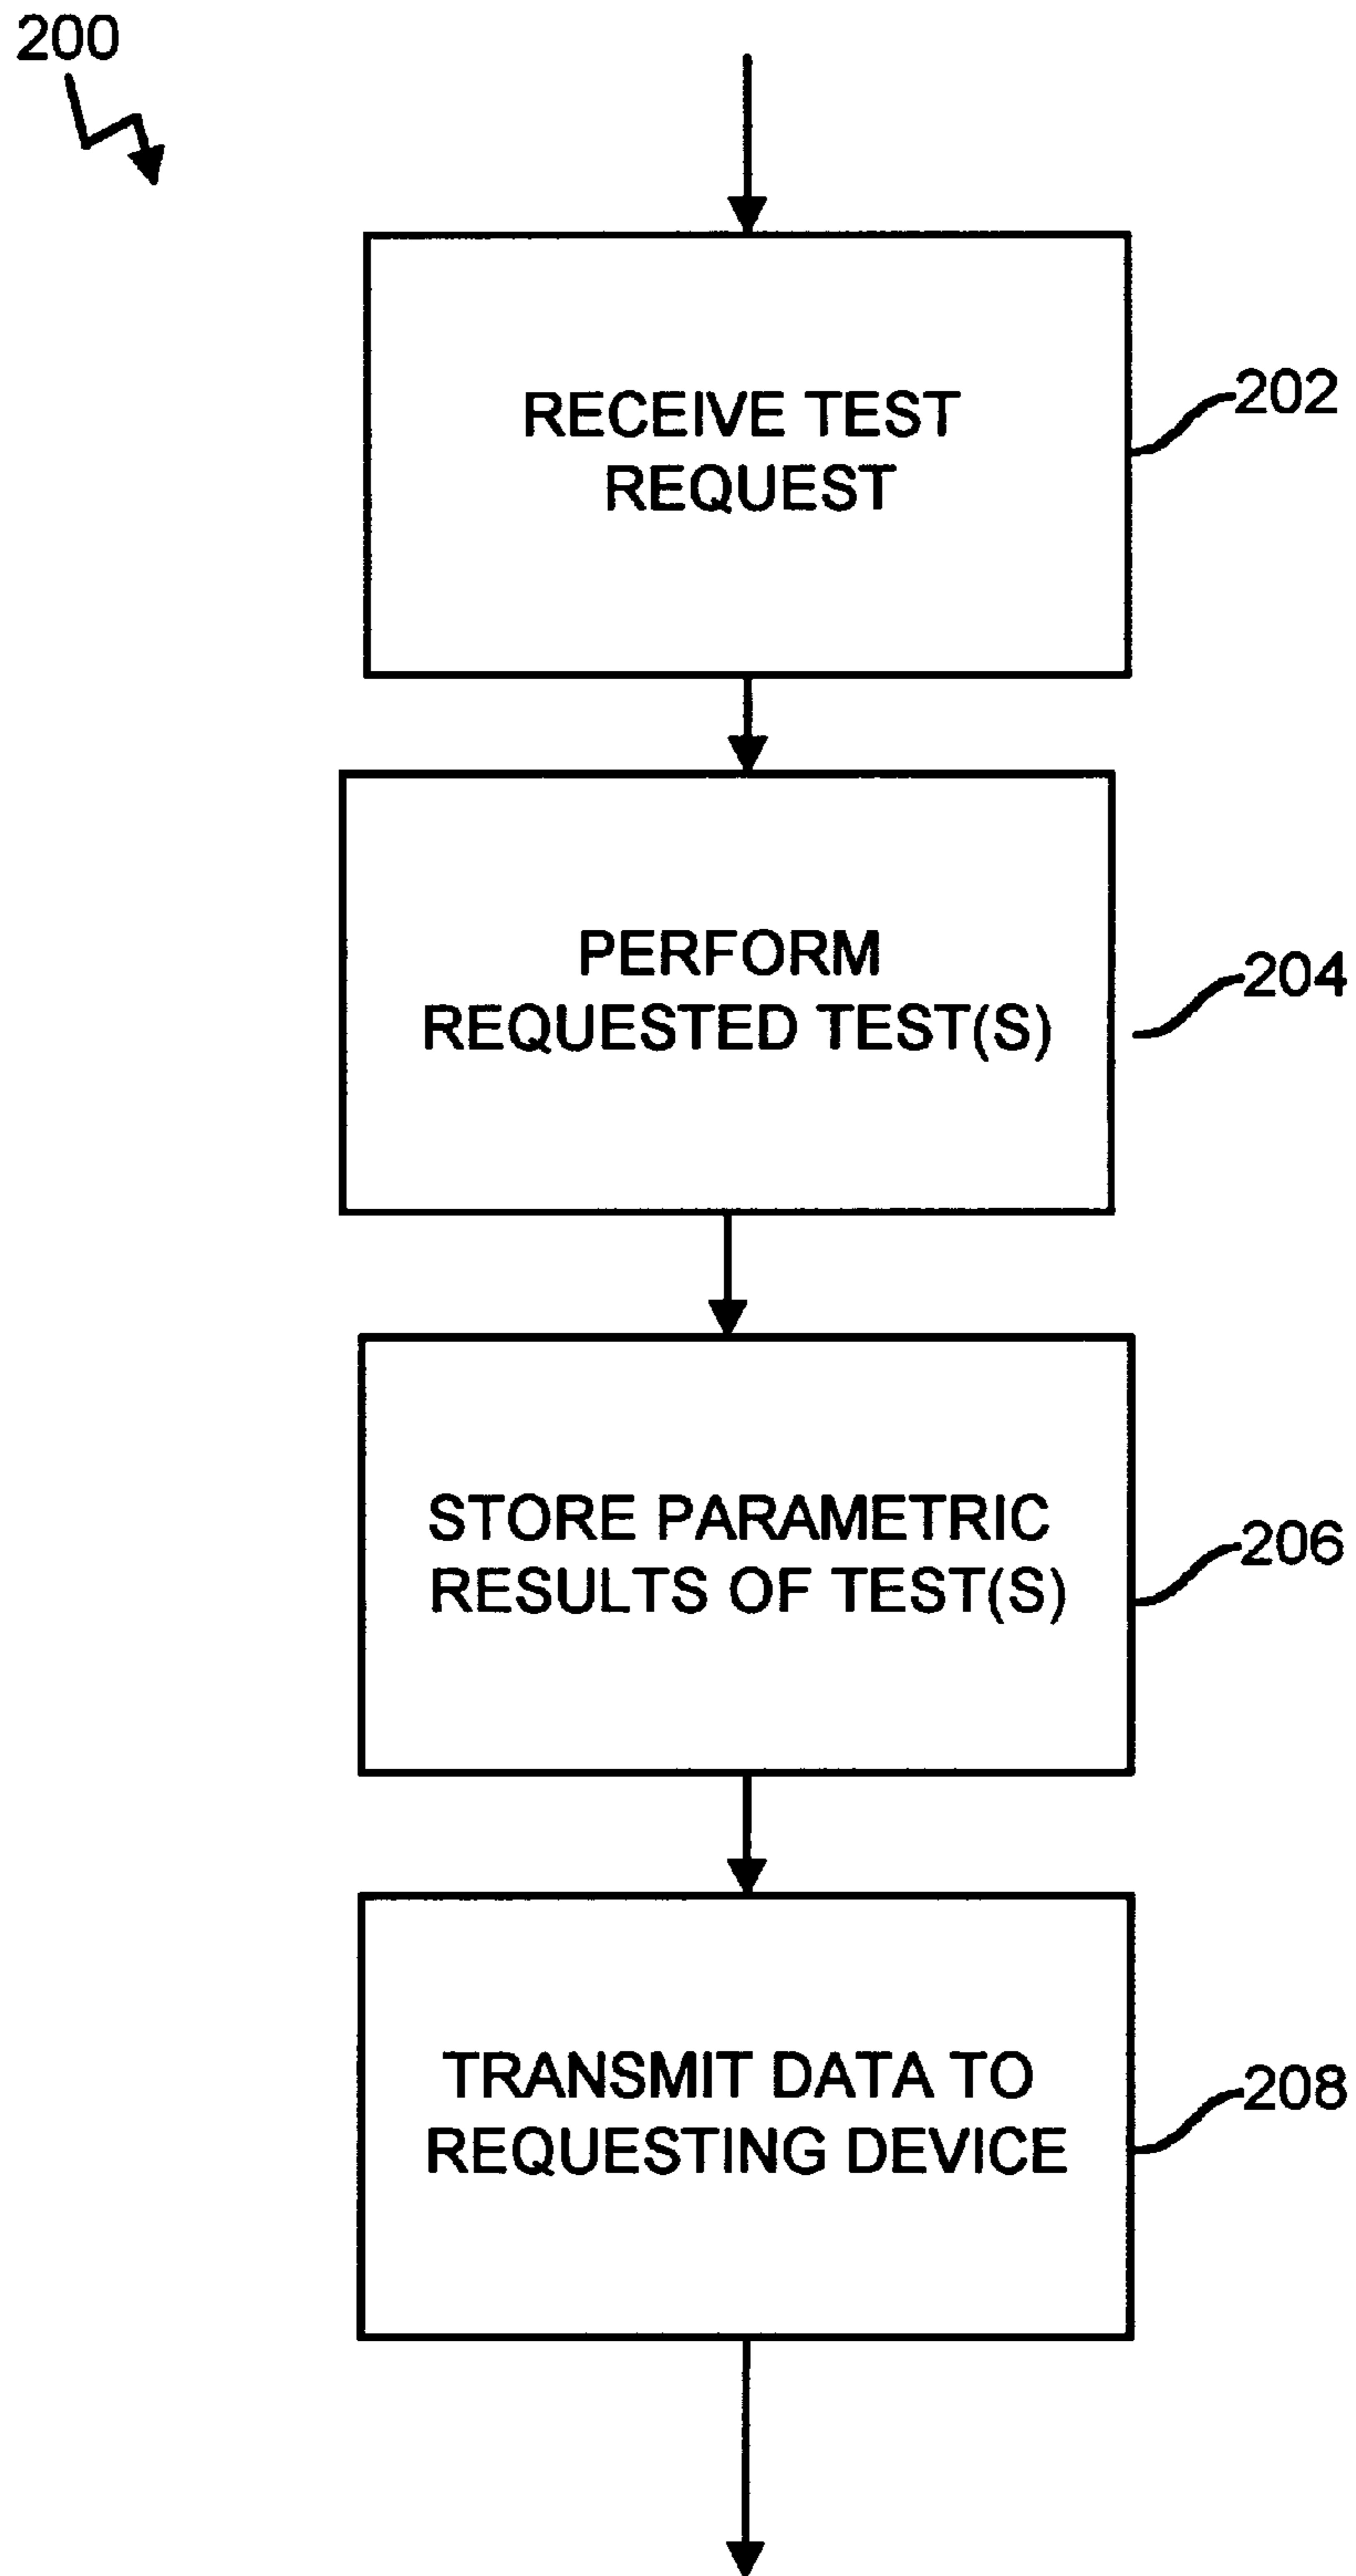 200
RECEIVE TEST
REQUEST
202
PERFORM
REQUESTED TEST(S)
204
STORE PARAMETRIC
RESULTS OF TEST(S)
206
TRANSMIT DATA TO
REQUESTING DEVICE
208